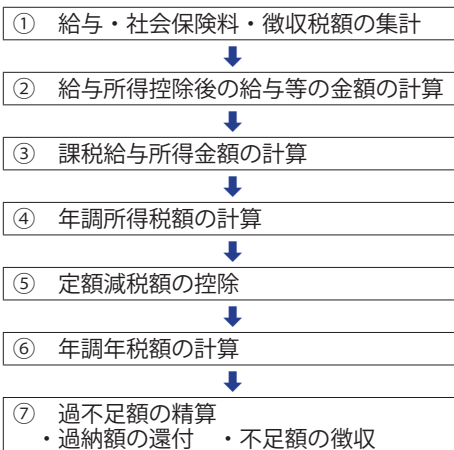 ① 給与・社会保険料・徴収税額の集計
② 給与所得控除後の給与等の金額の計算
③ 課税給与所得金額の計算
④ 年調所得税額の計算
⑤ 定額減税額の控除
⑥ 年調年税額の計算
⑦ 過不足額の精算
・過納額の還付 ・不足額の徴収